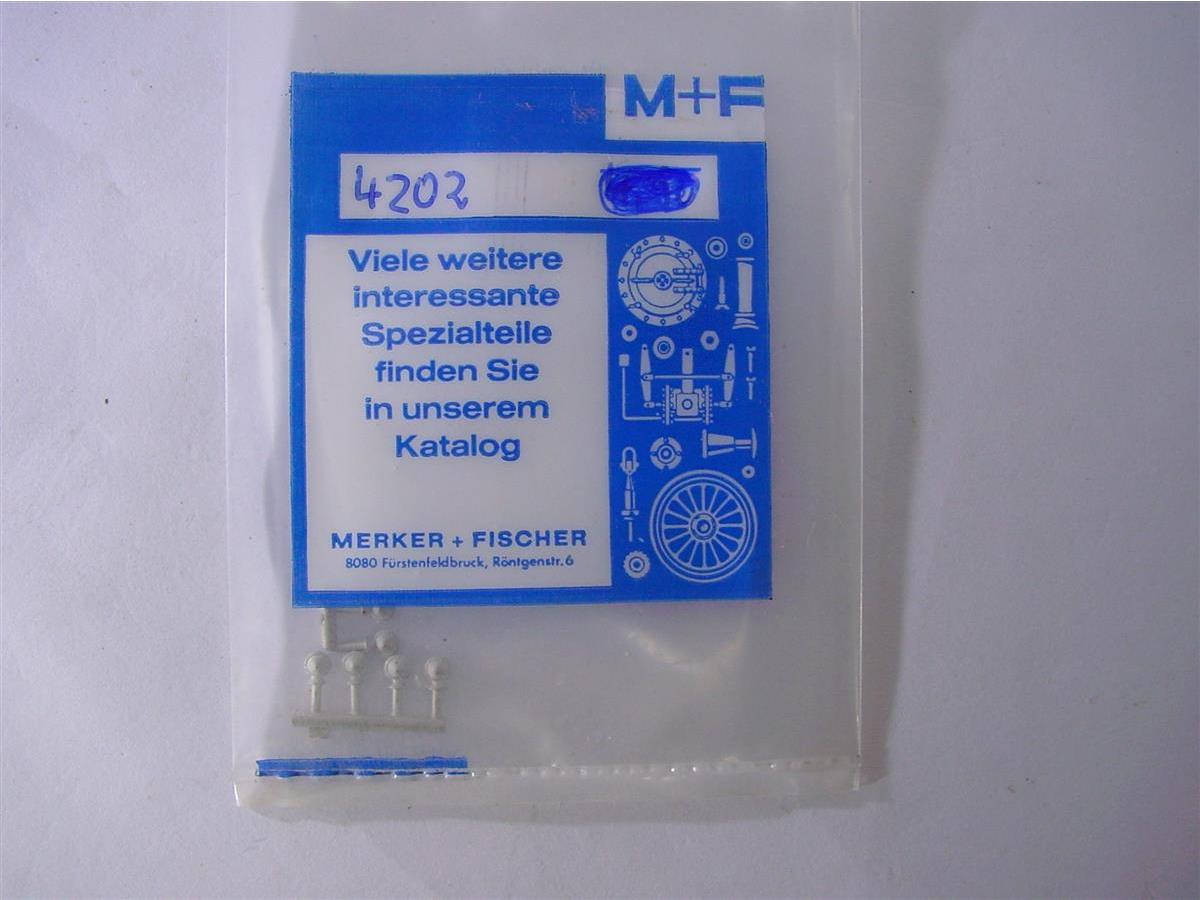 M+F
4202
Viele weitere
interessante
Spezialteile
finden Sie
in unserem
Katalog
MERKER + FISCHER
8080 Fürstenfeldbruck, Röntgenstr. 6